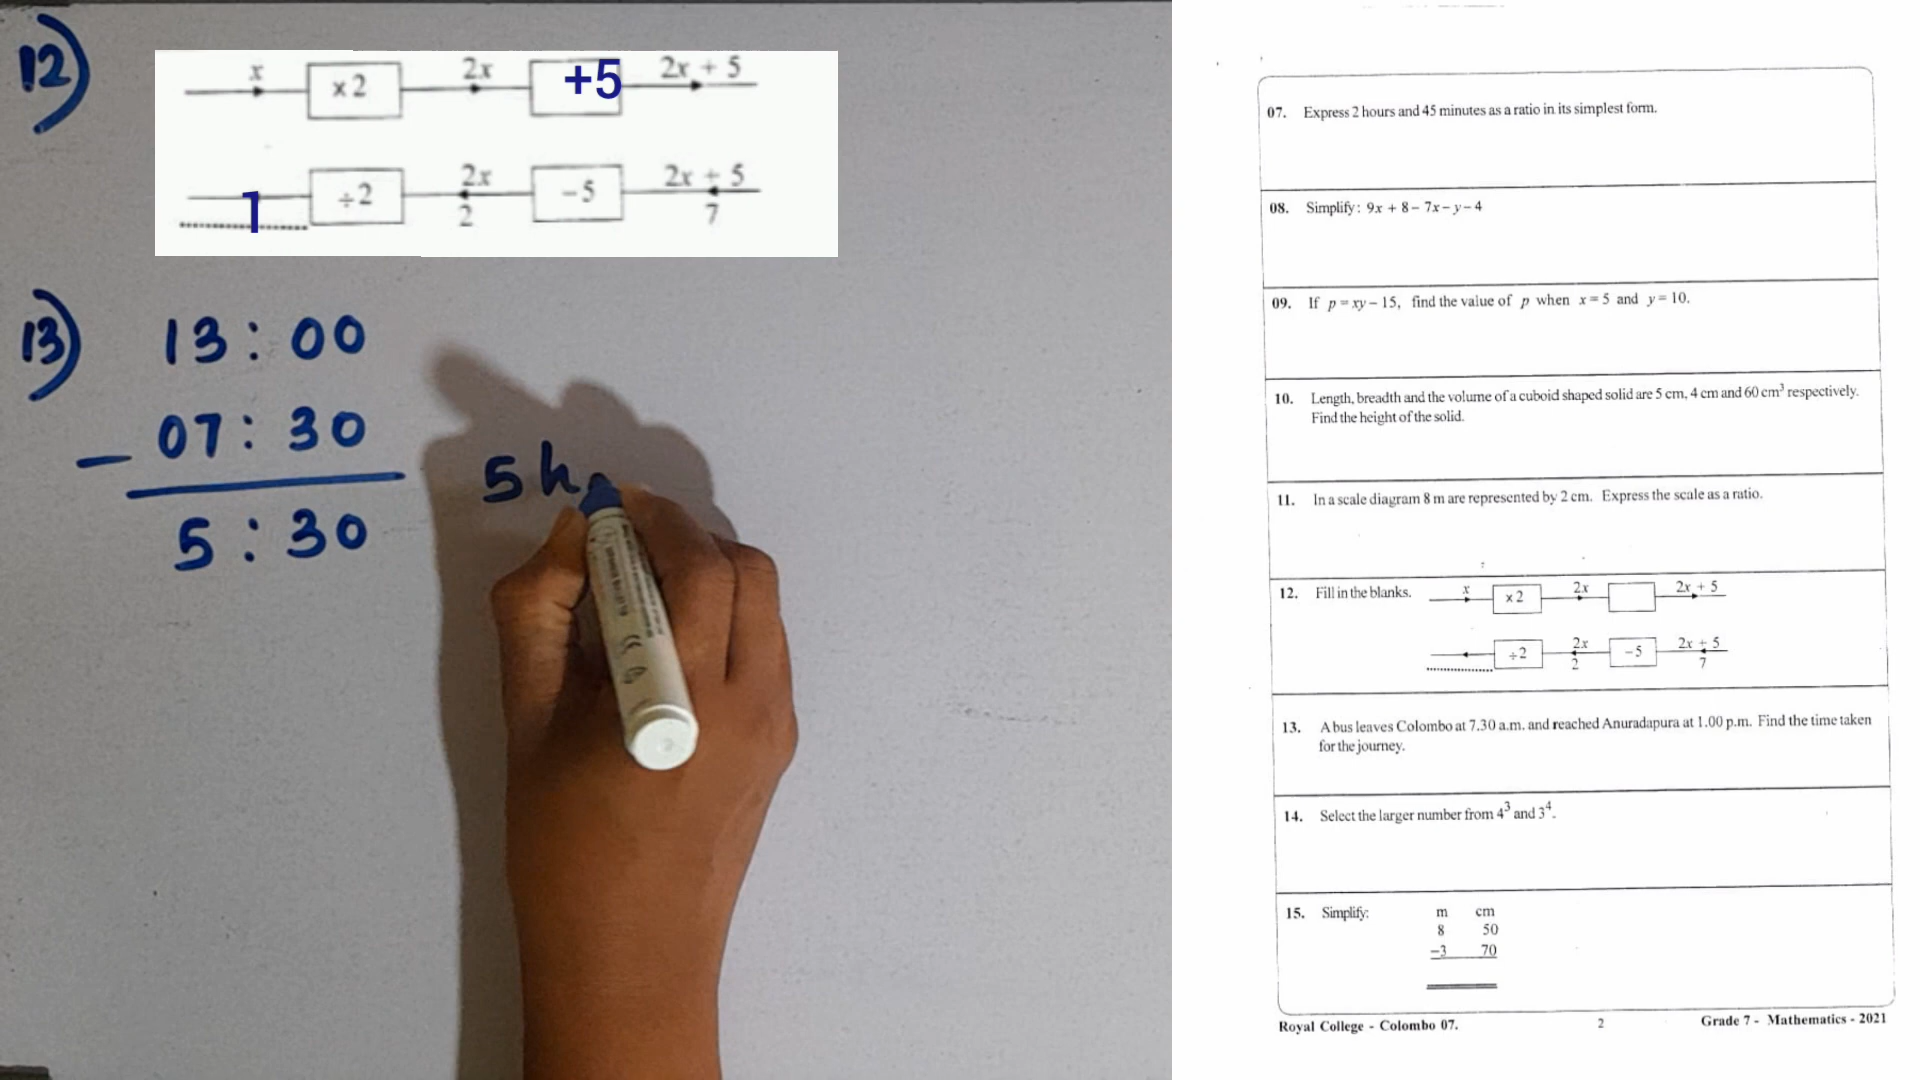 12)
x ×2 2x +5 2x + 5
1 ÷2 2x 2 −5 2x + 5 7
13) 13 : 00
− 07 : 30
5 : 30
5 h
07. Express 2 hours and 45 minutes as a ratio in its simplest form.
08. Simplify : 9x + 8 – 7x – y – 4
09. If p = xy – 15, find the value of p when x = 5 and y = 10.
10. Length, breadth and the volume of a cuboid shaped solid are 5 cm, 4 cm and 60 cm³ respectively.
Find the height of the solid.
11. In a scale diagram 8 m are represented by 2 cm. Express the scale as a ratio.
12. Fill in the blanks. x ×2 2x 2x + 5
÷2 2x 2 −5 2x + 5 7
13. A bus leaves Colombo at 7.30 a.m. and reached Anuradapura at 1.00 p.m. Find the time taken
for the journey.
14. Select the larger number from 4³ and 3⁴.
15. Simplify: m cm
8 50
−3 70
Royal College - Colombo 07. 2 Grade 7 - Mathematics - 2021